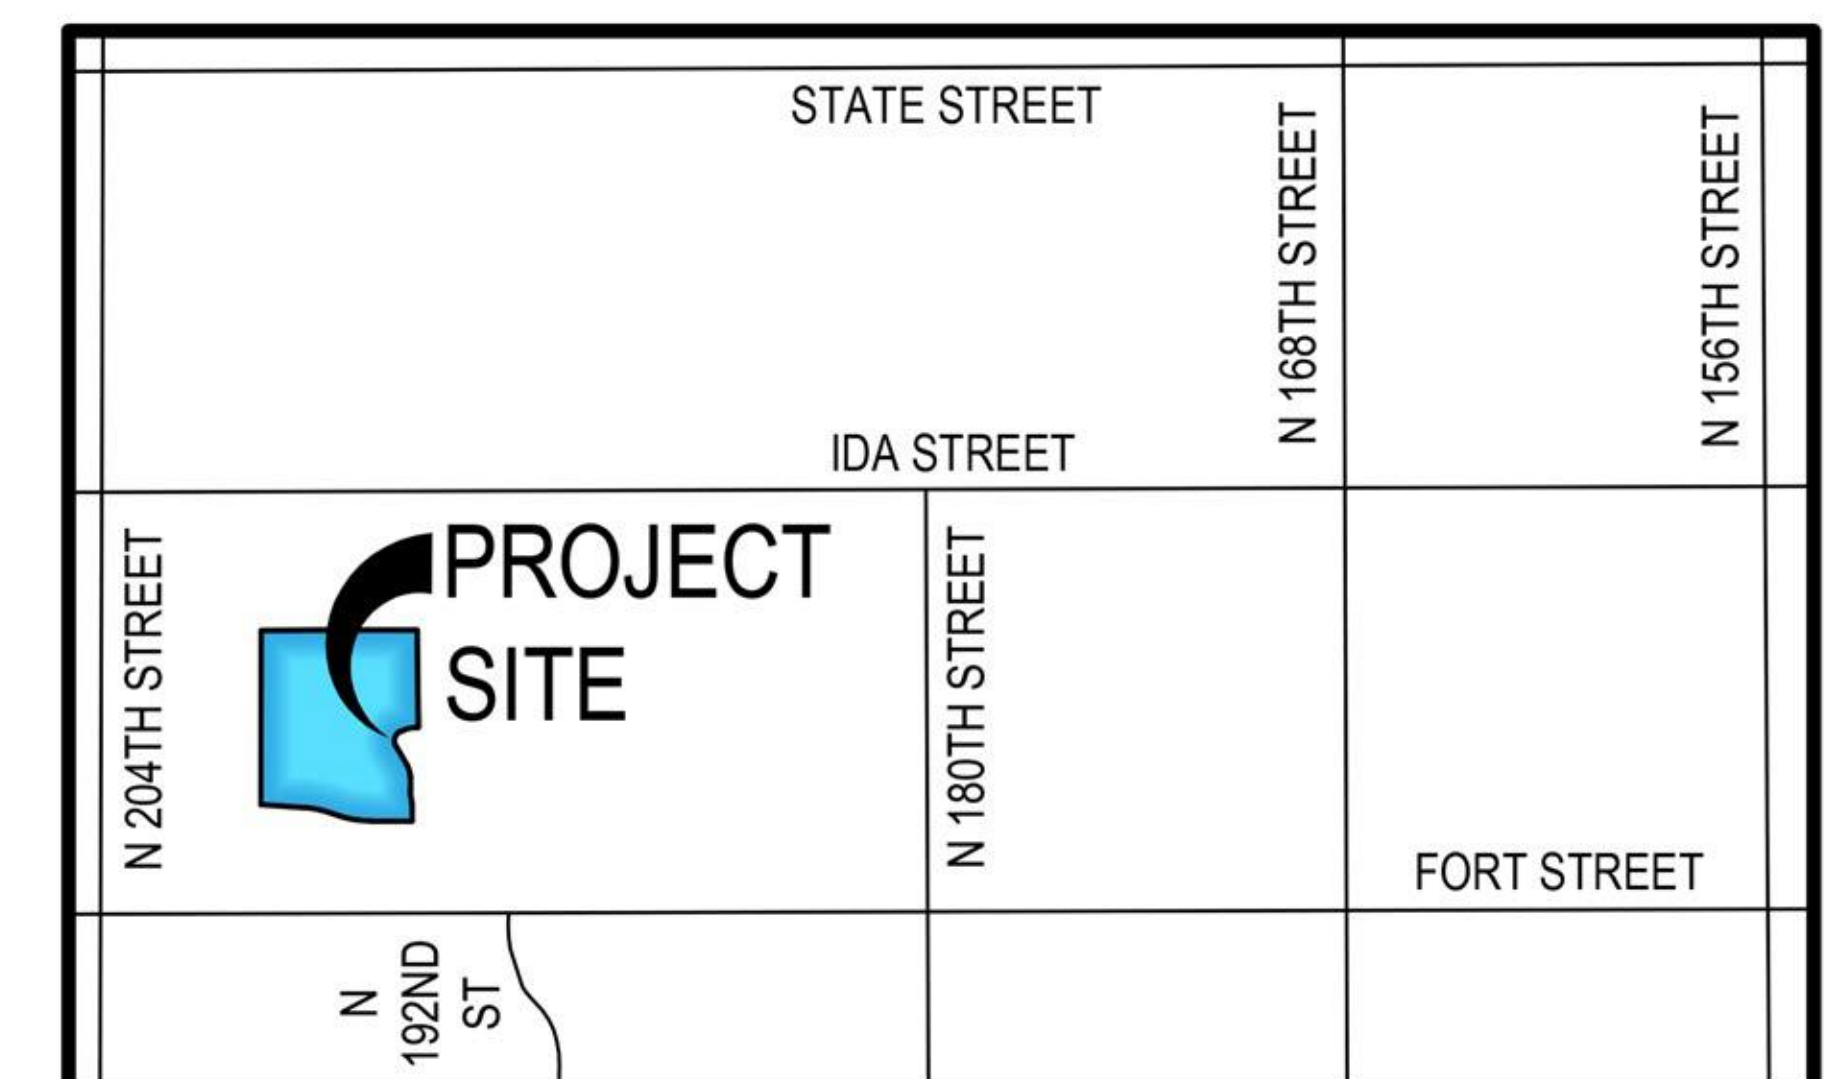 STATE STREET
N 168TH STREET
N 156TH STREET
IDA STREET
N 204TH STREET
PROJECT
SITE
N 180TH STREET
FORT STREET
N
192ND
ST